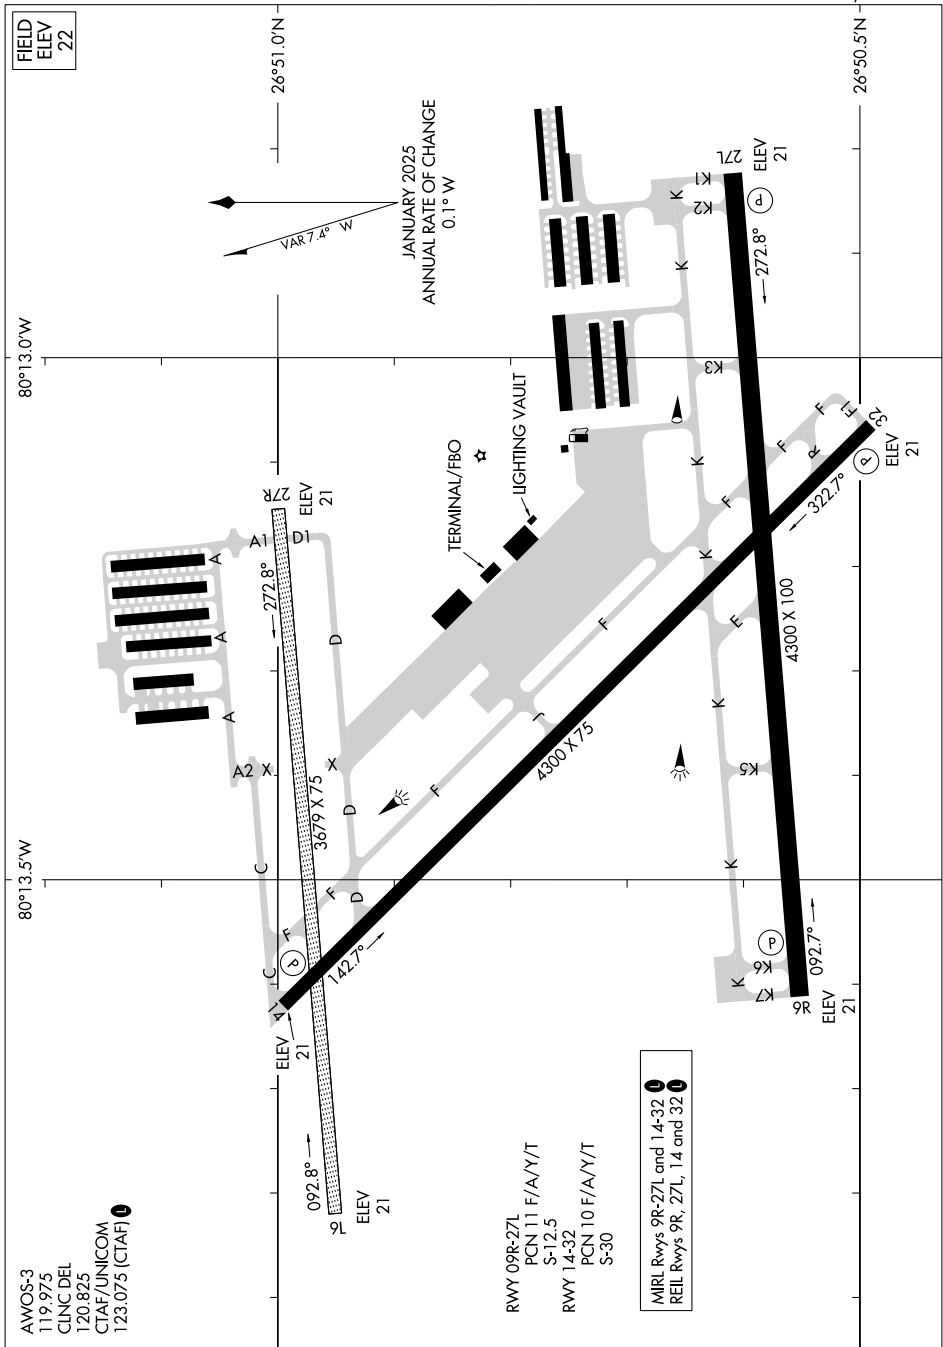 FIELD
ELEV
22
26°51.0'N
26°50.5'N
JANUARY 2025
ANNUAL RATE OF CHANGE
0.1° W
VAR 7.4° W
80°13.0'W
80°13.5'W
27L
ELEV
21
K1
K2
K
P
272.8°
K
K3
K
LIGHTING VAULT
TERMINAL/FBO
27R
ELEV
21
A1
D1
A
A
A
272.8°
D
A2
X
X
D
3679 X 75
C
F
D
F
C
P
14
ELEV
21
142.7°
092.8°
9L
ELEV
21
F
F
J
4300 X 75
F
F
F
F1
R
32
P
ELEV
21
322.7°
K
E
4300 X 100
K
K5
K
P
092.7°
K6
K7
K
9R
ELEV
21
AWOS-3
119.975
CLNC DEL
120.825
CTAF/UNICOM
123.075 (CTAF) L
RWY 09R-27L
PCN 11 F/A/Y/T
S-12.5
RWY 14-32
PCN 10 F/A/Y/T
S-30
MIRL Rwys 9R-27L and 14-32 L
REIL Rwys 9R, 27L, 14 and 32 L